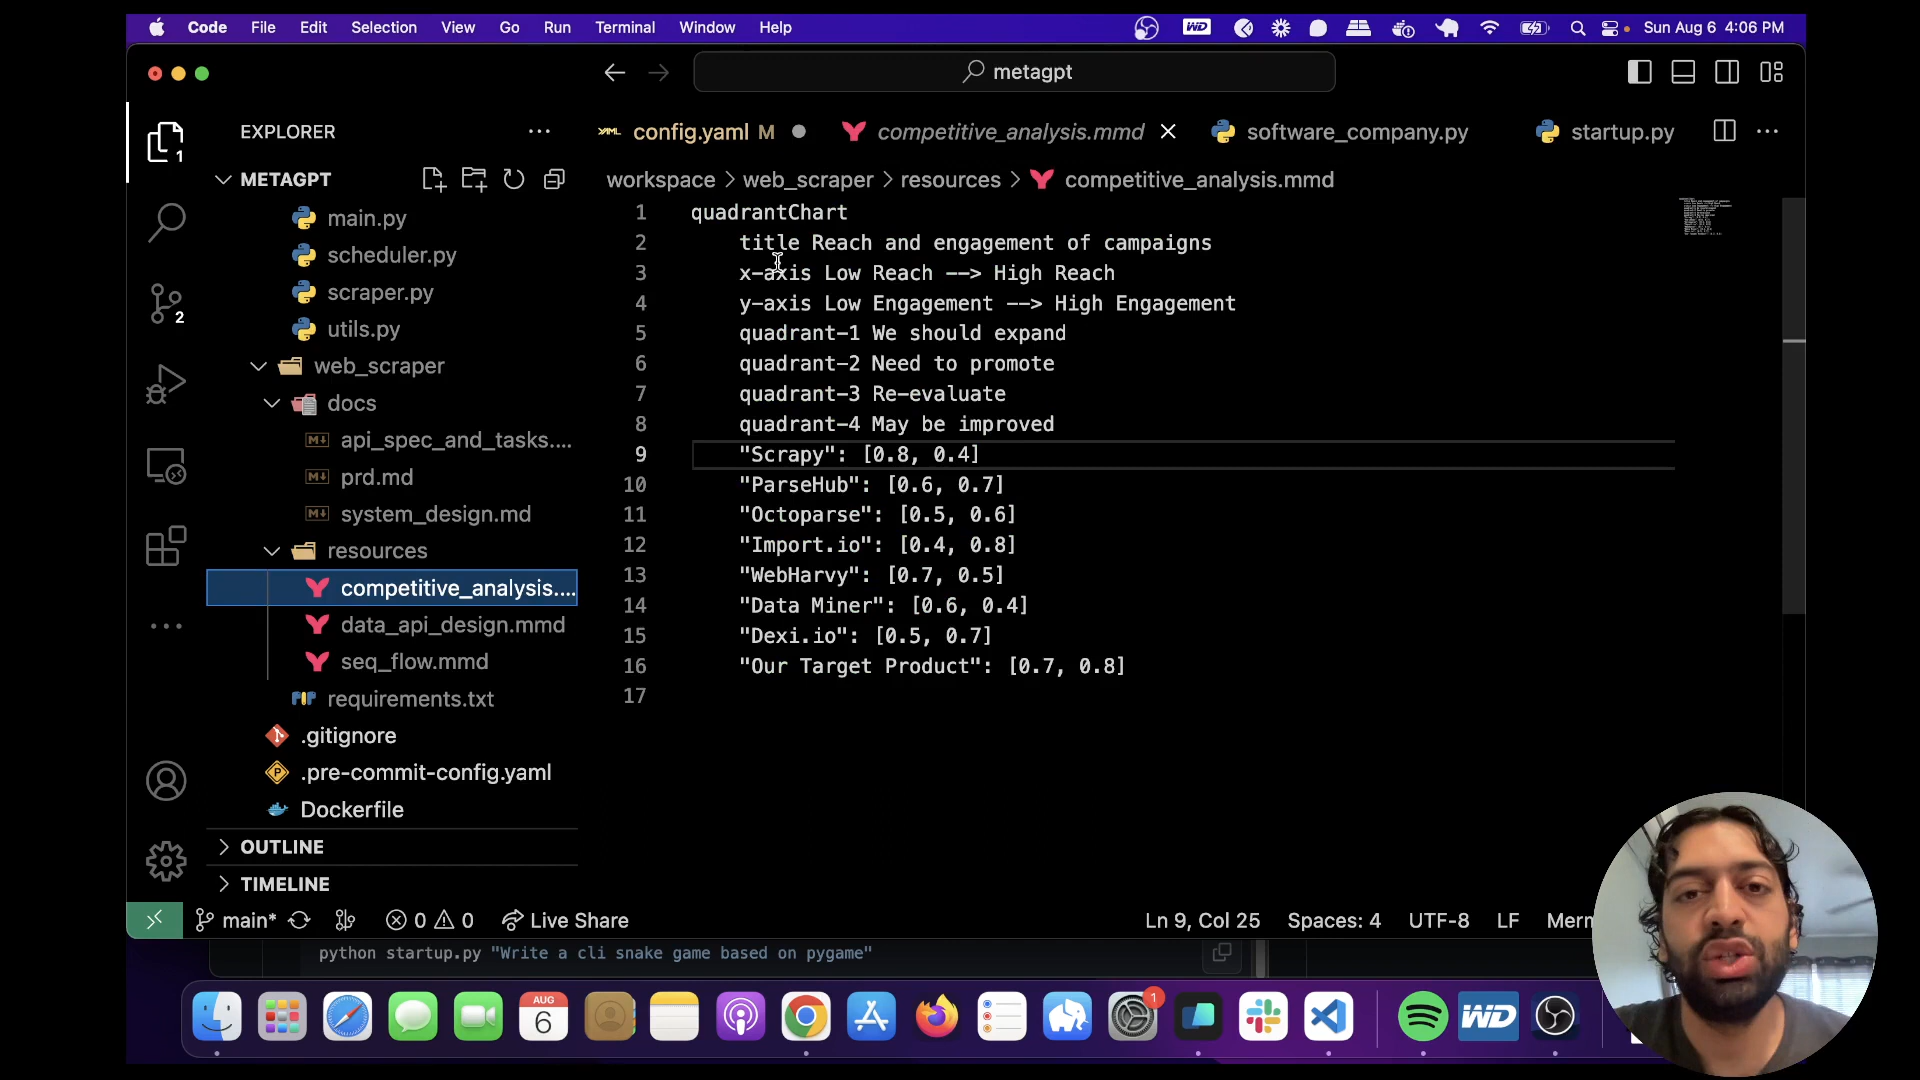 Code File Edit Selection View Go Run Terminal Window Help
WD
Sun Aug 6 4:06 PM
metagpt
EXPLORER
config.yaml M
competitive_analysis.mmd
software_company.py
startup.py
1
METAGPT
workspace > web_scraper > resources > competitive_analysis.mmd
main.py
scheduler.py
scraper.py
utils.py
web_scraper
docs
api_spec_and_tasks....
prd.md
system_design.md
resources
competitive_analysis....
data_api_design.mmd
seq_flow.mmd
requirements.txt
.gitignore
.pre-commit-config.yaml
Dockerfile
OUTLINE
TIMELINE
2
1 quadrantChart
2 title Reach and engagement of campaigns
3 x-axis Low Reach --> High Reach
4 y-axis Low Engagement --> High Engagement
5 quadrant-1 We should expand
6 quadrant-2 Need to promote
7 quadrant-3 Re-evaluate
8 quadrant-4 May be improved
9 "Scrapy": [0.8, 0.4]
10 "ParseHub": [0.6, 0.7]
11 "Octoparse": [0.5, 0.6]
12 "Import.io": [0.4, 0.8]
13 "WebHarvy": [0.7, 0.5]
14 "Data Miner": [0.6, 0.4]
15 "Dexi.io": [0.5, 0.7]
16 "Our Target Product": [0.7, 0.8]
17
main* 0 0 Live Share
Ln 9, Col 25 Spaces: 4 UTF-8 LF Merm
python startup.py "Write a cli snake game based on pygame"
AUG
6
1
WD